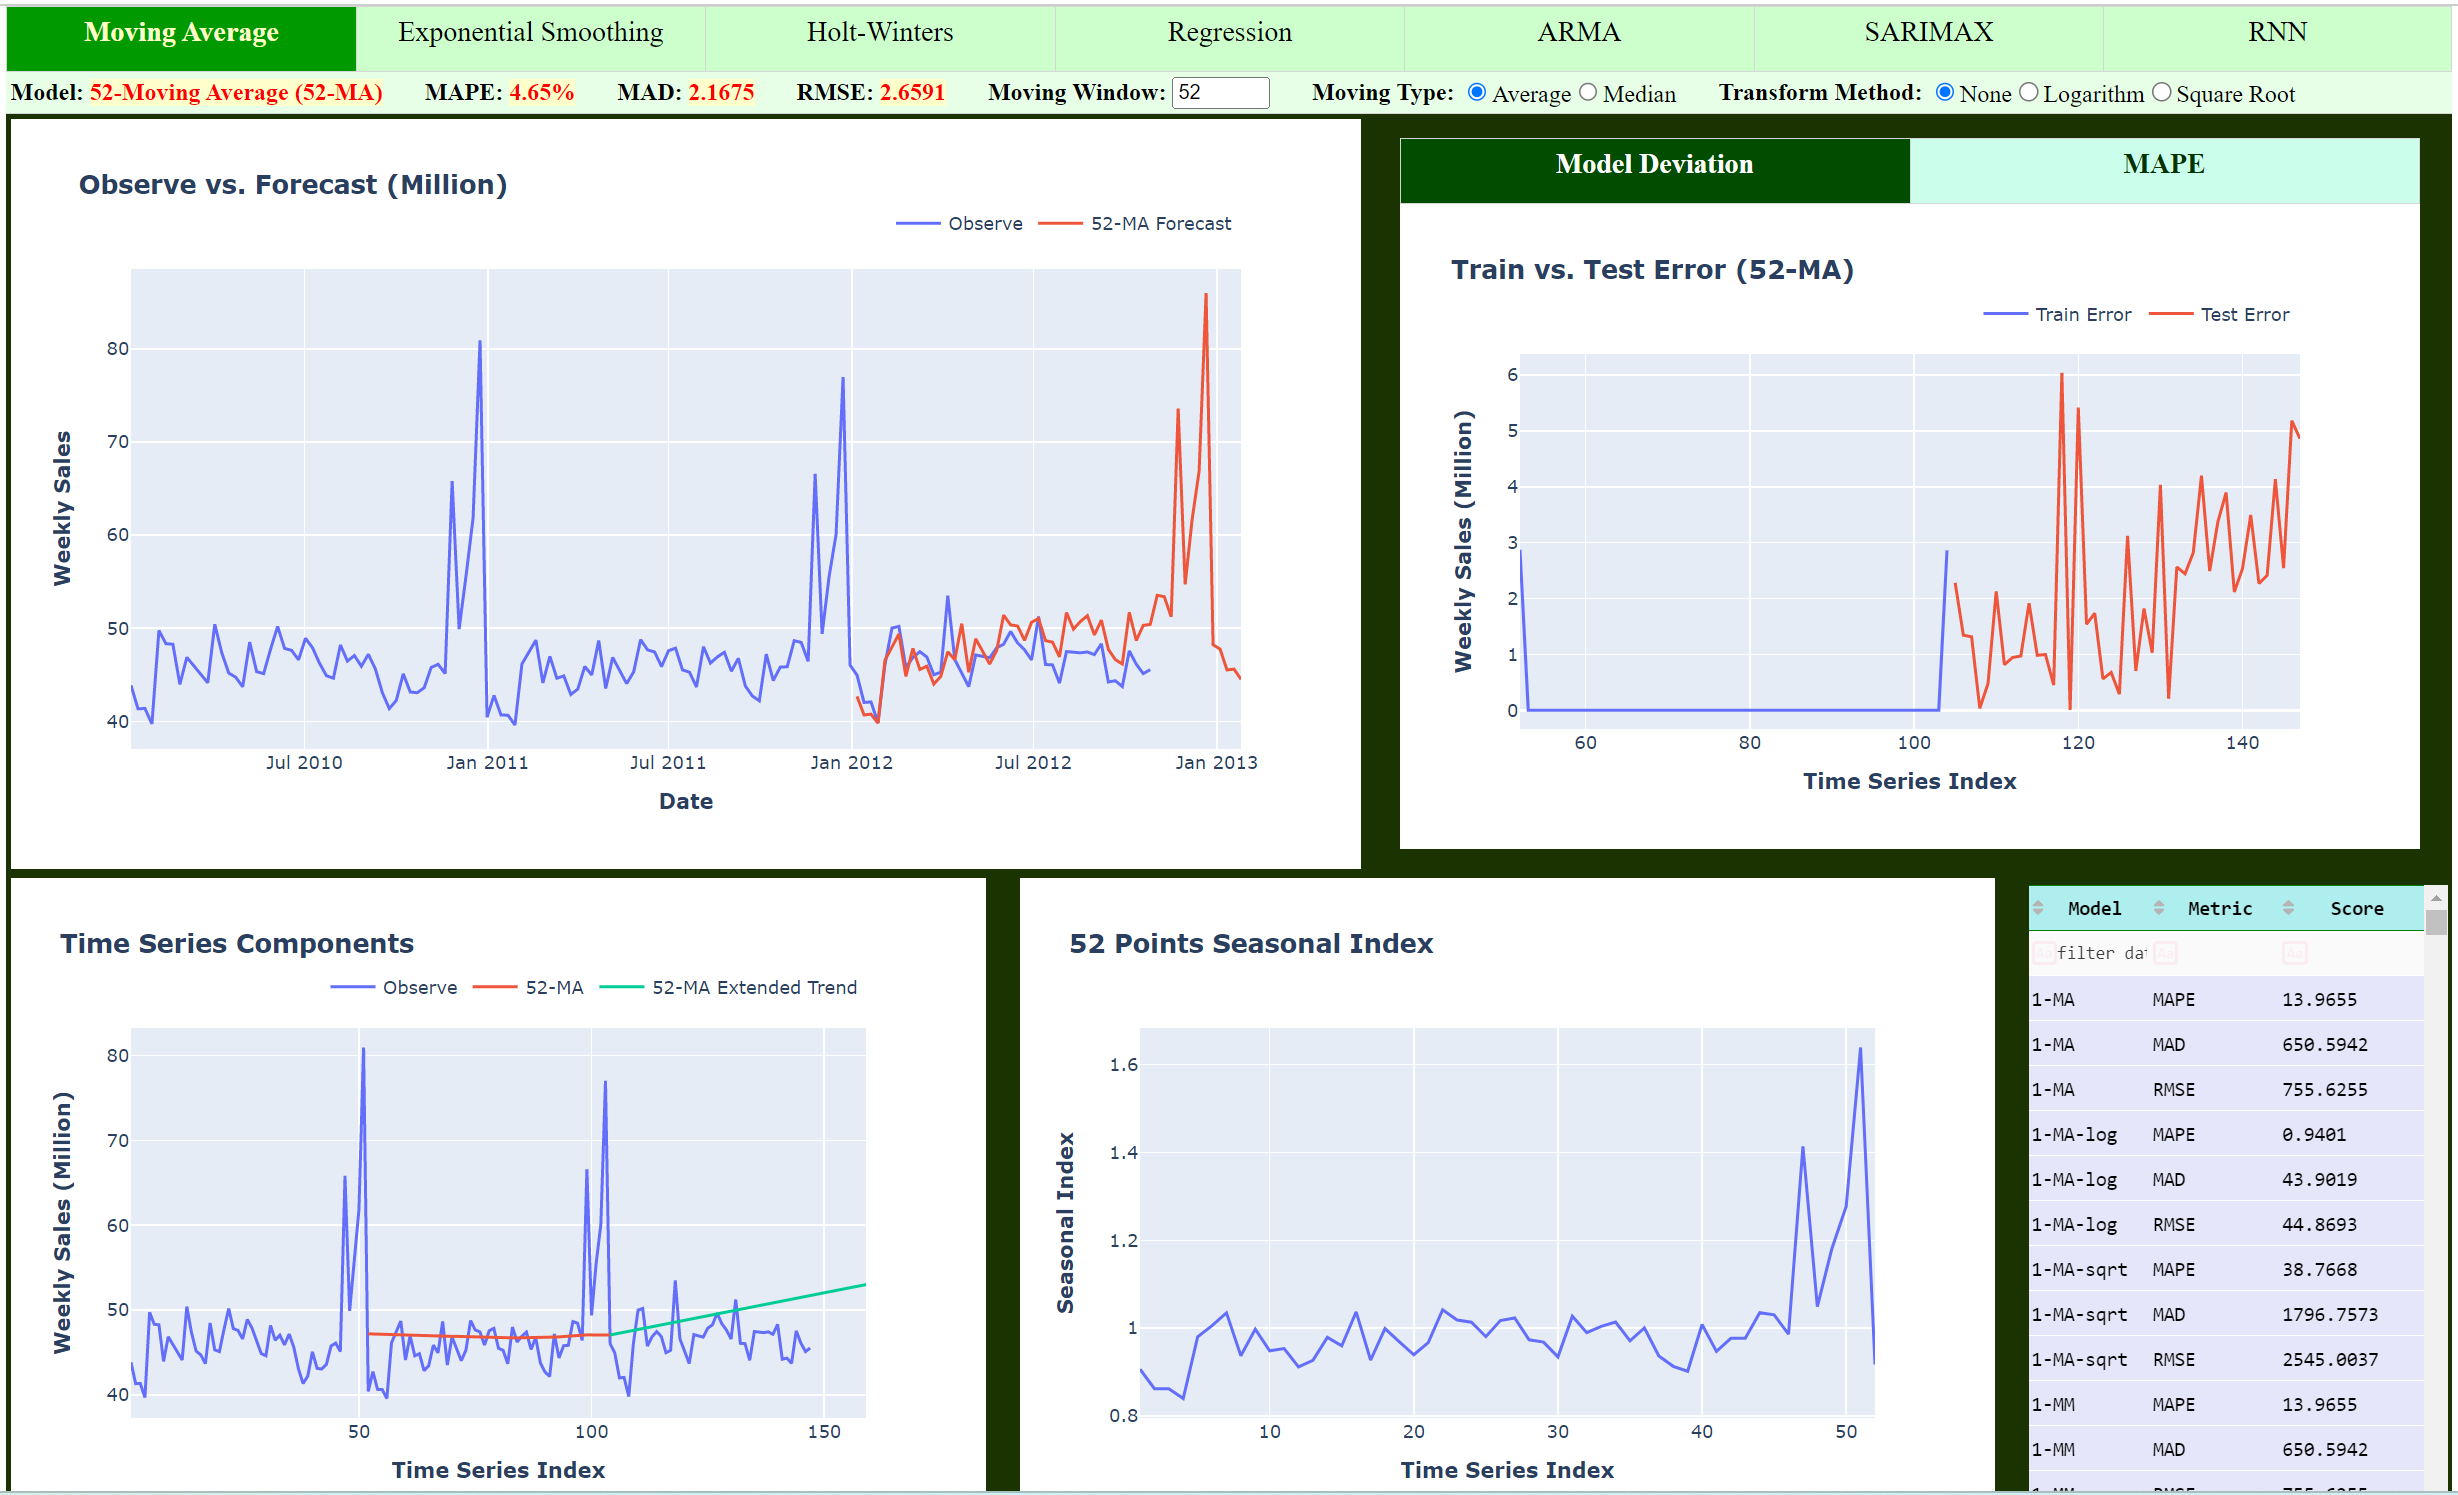 Moving Average Exponential Smoothing Holt-Winters Regression ARMA SARIMAX RNN
Model: 52-Moving Average (52-MA) MAPE: 4.65% MAD: 2.1675 RMSE: 2.6591 Moving Window: 52 Moving Type: Average Median Transform Method: None Logarithm Square Root
Observe vs. Forecast (Million)
Observe 52-MA Forecast
Weekly Sales
80
70
60
50
40
Jul 2010 Jan 2011 Jul 2011 Jan 2012 Jul 2012 Jan 2013
Date
Model Deviation MAPE
Train vs. Test Error (52-MA)
Train Error Test Error
Weekly Sales (Million)
6
5
4
3
2
1
0
60 80 100 120 140
Time Series Index
Time Series Components
Observe 52-MA 52-MA Extended Trend
Weekly Sales (Million)
80
70
60
50
40
50 100 150
Time Series Index
52 Points Seasonal Index
Seasonal Index
1.6
1.4
1.2
1
0.8
10 20 30 40 50
Time Series Index
Model Metric Score
Aa filter dat Aa Aa
1-MA MAPE 13.9655
1-MA MAD 650.5942
1-MA RMSE 755.6255
1-MA-log MAPE 0.9401
1-MA-log MAD 43.9019
1-MA-log RMSE 44.8693
1-MA-sqrt MAPE 38.7668
1-MA-sqrt MAD 1796.7573
1-MA-sqrt RMSE 2545.0037
1-MM MAPE 13.9655
1-MM MAD 650.5942